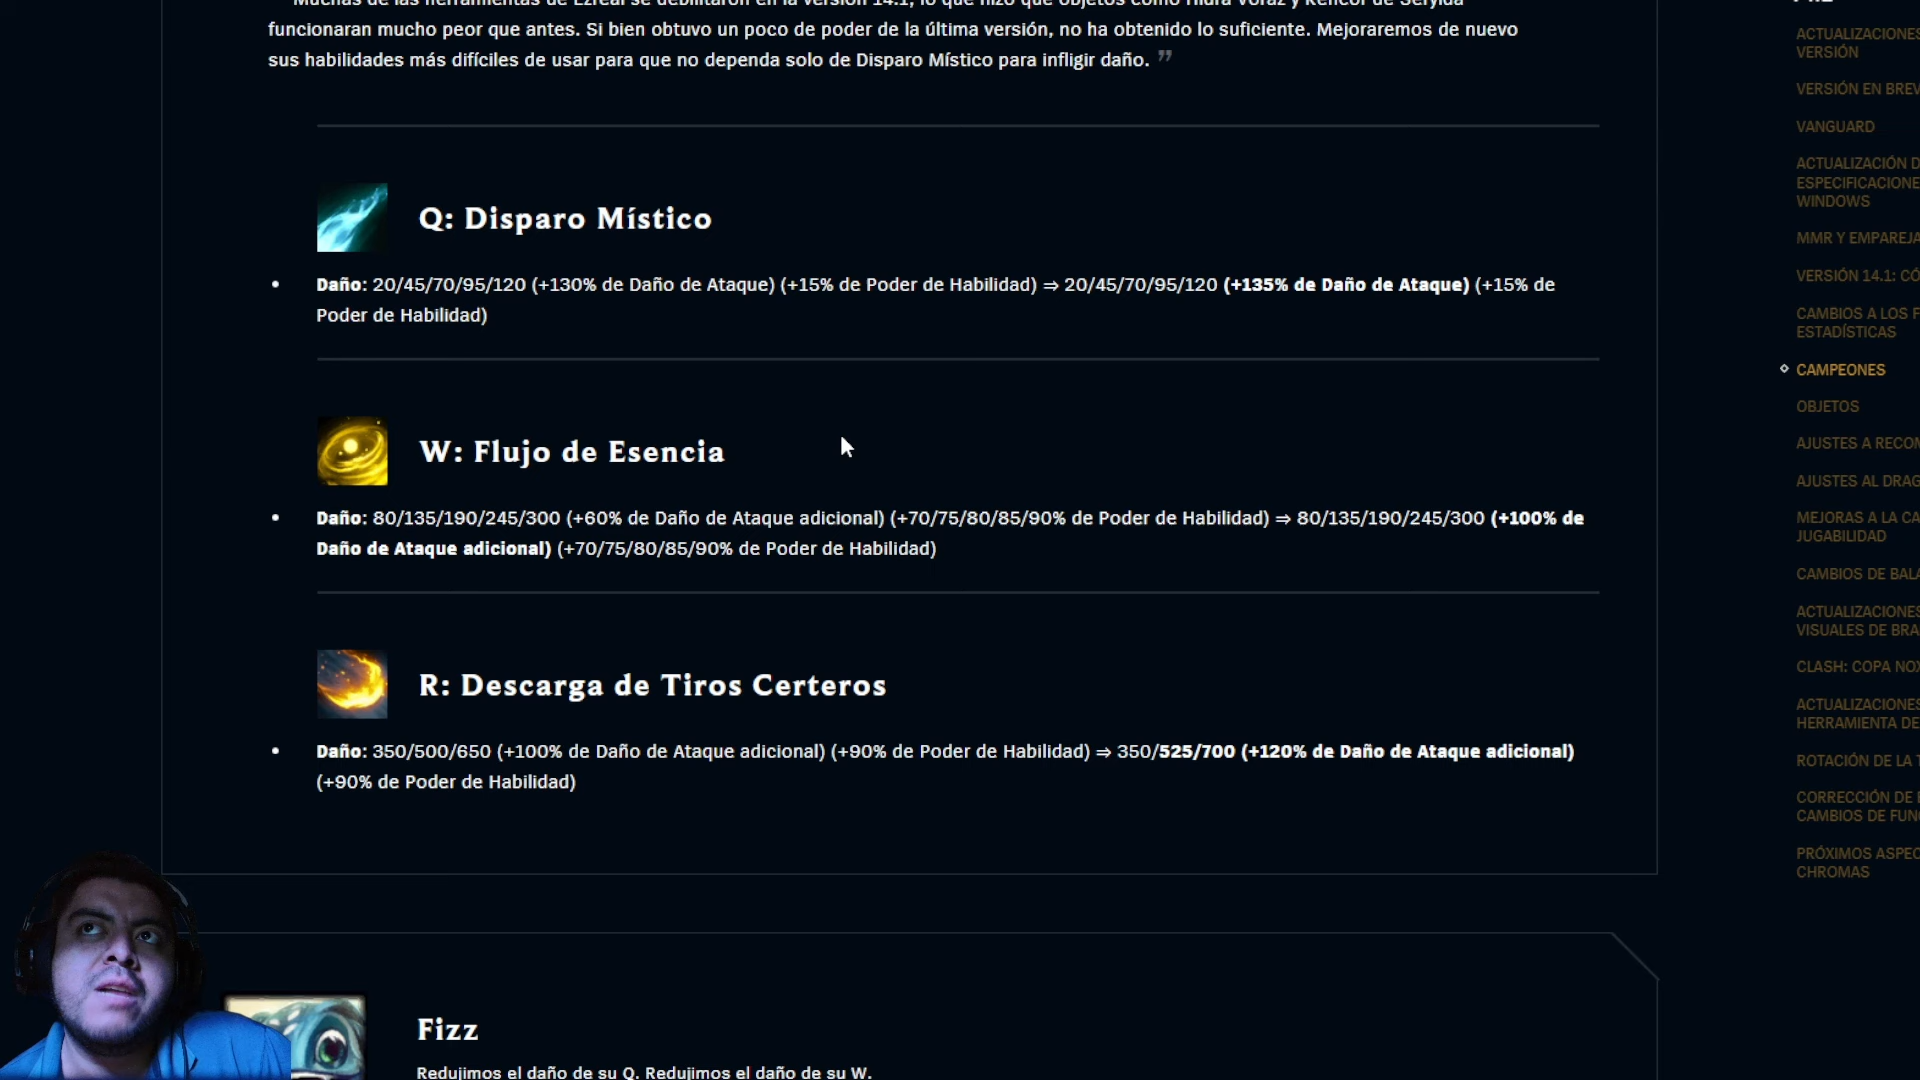 Muchas de las herramientas de Ezreal se debilitaron en la versión 14.1, lo que hizo que objetos como Hidra Voraz y Rencor de Serylda
funcionaran mucho peor que antes. Si bien obtuvo un poco de poder de la última versión, no ha obtenido lo suficiente. Mejoraremos de nuevo
sus habilidades más difíciles de usar para que no dependa solo de Disparo Místico para infligir daño. ”
Q: Disparo Místico
• Daño: 20/45/70/95/120 (+130% de Daño de Ataque) (+15% de Poder de Habilidad) ⇒ 20/45/70/95/120 (+135% de Daño de Ataque) (+15% de
Poder de Habilidad)
W: Flujo de Esencia
• Daño: 80/135/190/245/300 (+60% de Daño de Ataque adicional) (+70/75/80/85/90% de Poder de Habilidad) ⇒ 80/135/190/245/300 (+100% de
Daño de Ataque adicional) (+70/75/80/85/90% de Poder de Habilidad)
R: Descarga de Tiros Certeros
• Daño: 350/500/650 (+100% de Daño de Ataque adicional) (+90% de Poder de Habilidad) ⇒ 350/525/700 (+120% de Daño de Ataque adicional)
(+90% de Poder de Habilidad)
Fizz
Redujimos el daño de su Q. Redujimos el daño de su W.
ACTUALIZACIONES
VERSIÓN
VERSIÓN EN BREV
VANGUARD
ACTUALIZACIÓN D
ESPECIFICACIONE
WINDOWS
MMR Y EMPAREJA
VERSIÓN 14.1: CÓ
CAMBIOS A LOS F
ESTADÍSTICAS
CAMPEONES
OBJETOS
AJUSTES A RECOM
AJUSTES AL DRAG
MEJORAS A LA CA
JUGABILIDAD
CAMBIOS DE BALA
ACTUALIZACIONES
VISUALES DE BRA
CLASH: COPA NOX
ACTUALIZACIONES
HERRAMIENTA DE
ROTACIÓN DE LA T
CORRECCIÓN DE E
CAMBIOS DE FUNC
PRÓXIMOS ASPEC
CHROMAS